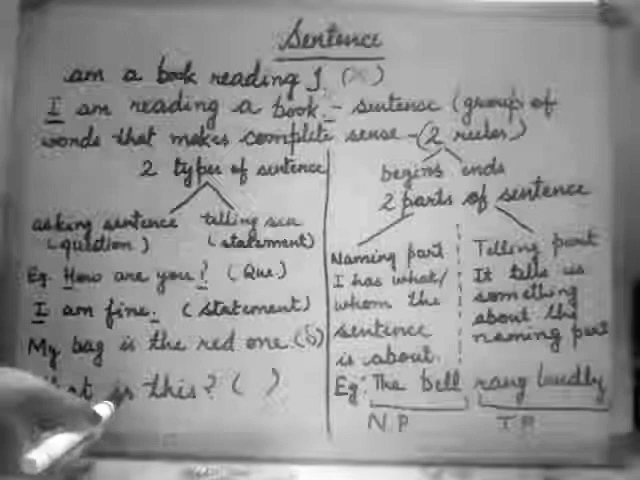 Sentence
am a book reading I (X)
I am reading a book. - sentence (group of
words that makes complete sense - (2 rules)
2 types of sentence
asking sentence telling sen
(question) (statement)
Eg. How are you? (Que.)
I am fine. (statement)
My bag is the red one. (S)
is this? ( )
begins ends
2 parts of sentence
Naming part
I has what/
whom the
sentence
is about.
Telling part
It tells us
something
about the
naming part
Eg: The bell rang loudly
N P T P